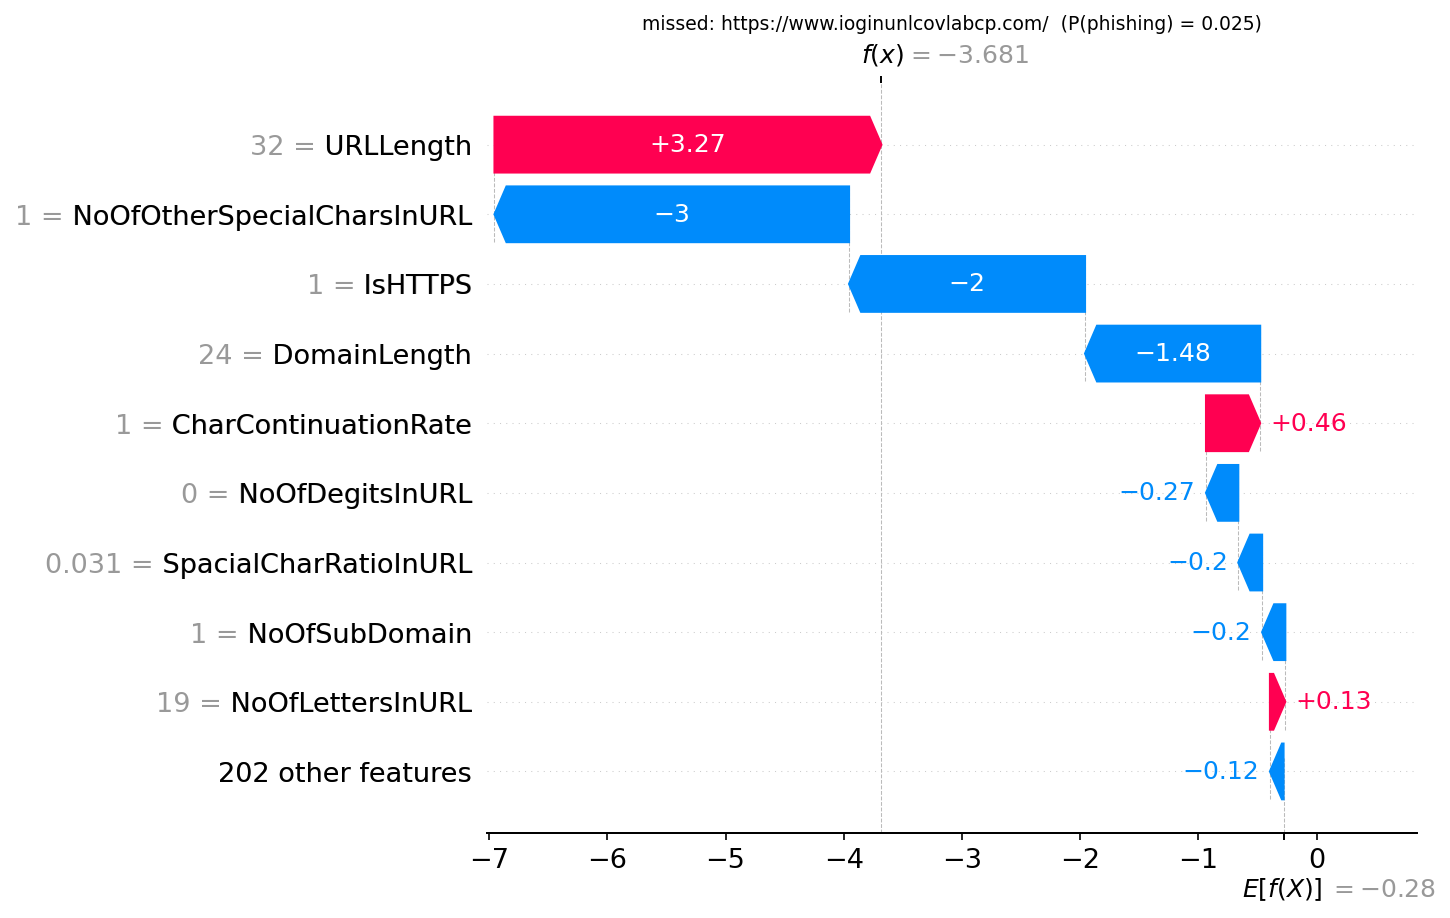 missed: https://www.ioginunlcovlabcp.com/ (P(phishing) = 0.025)
f(x) = −3.681
32 = URLLength
+3.27
1 = NoOfOtherSpecialCharsInURL
−3
1 = IsHTTPS
−2
24 = DomainLength
−1.48
1 = CharContinuationRate
+0.46
0 = NoOfDegitsInURL
−0.27
0.031 = SpacialCharRatioInURL
−0.2
1 = NoOfSubDomain
−0.2
19 = NoOfLettersInURL
+0.13
202 other features
−0.12
−7 −6 −5 −4 −3 −2 −1 0
E[f(X)] = −0.28